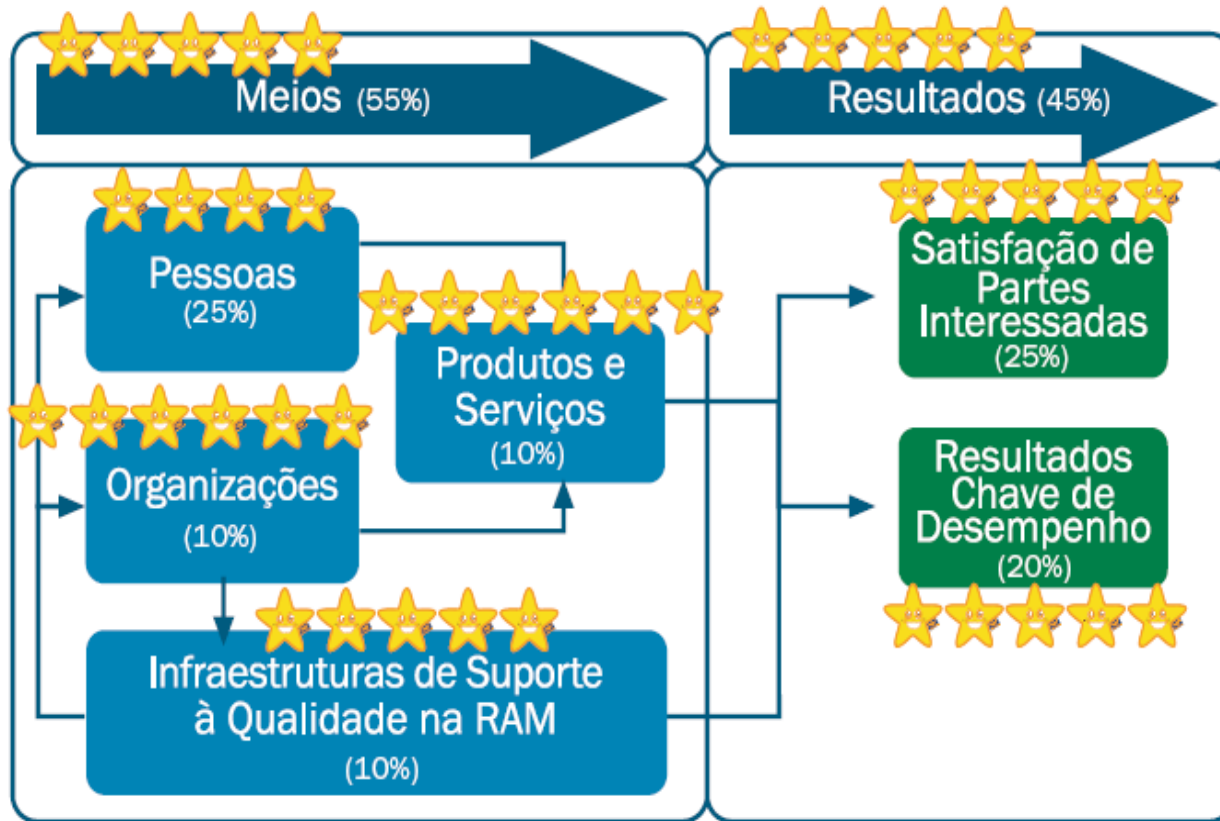 Meios (55%)
Resultados (45%)
Pessoas
(25%)
Produtos e
Serviços
(10%)
Organizações
(10%)
Infraestruturas de Suporte
à Qualidade na RAM
(10%)
Satisfação de
Partes
Interessadas
(25%)
Resultados
Chave de
Desempenho
(20%)